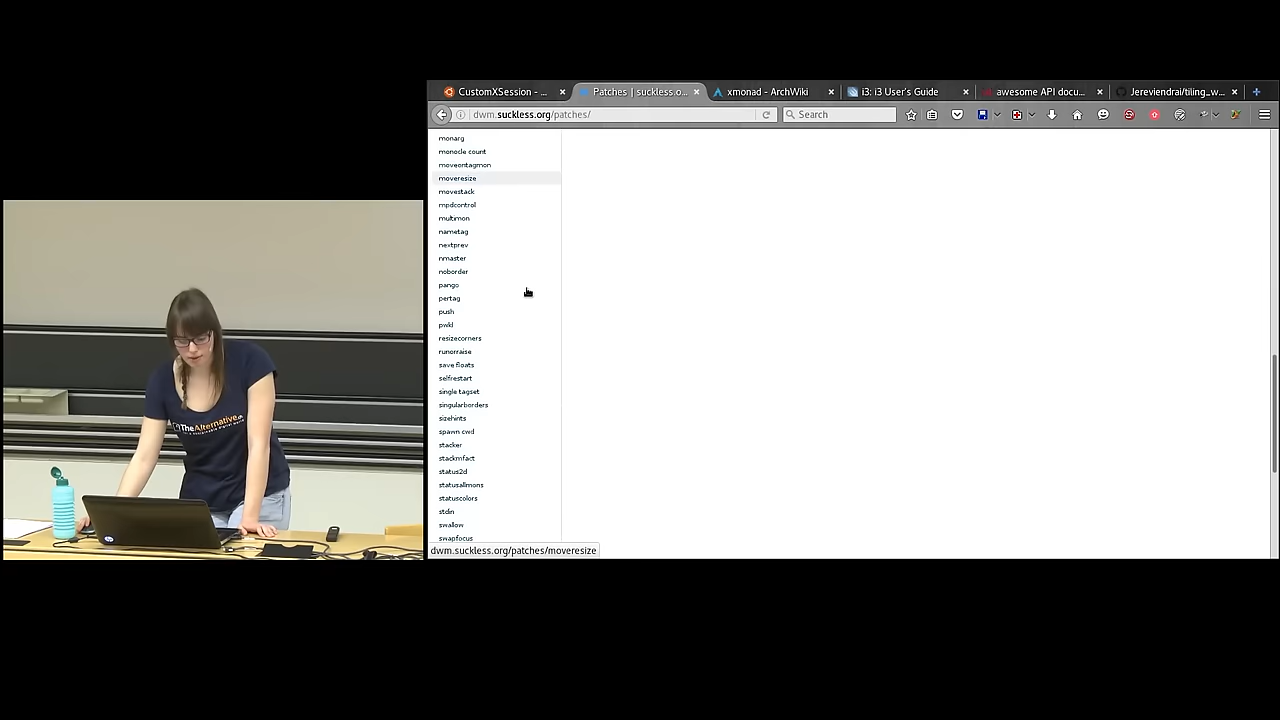 CustomXSession - ...
Patches | suckless.o...
xmonad - ArchWiki
i3: i3 User's Guide
awesome API docu...
Jereviendrai/tiling_w...
dwm.suckless.org/patches/
Search
monarg
monocle count
moveontagmon
moveresize
movestack
mpdcontrol
multimon
nametag
nextprev
nmaster
noborder
pango
pertag
push
pwkl
resizecorners
runorraise
save floats
selfrestart
single tagset
singularborders
sizehints
spawn cwd
stacker
stackmfact
status2d
statusallmons
statuscolors
stdin
swallow
swapfocus
dwm.suckless.org/patches/moveresize
TheAlternative
hp